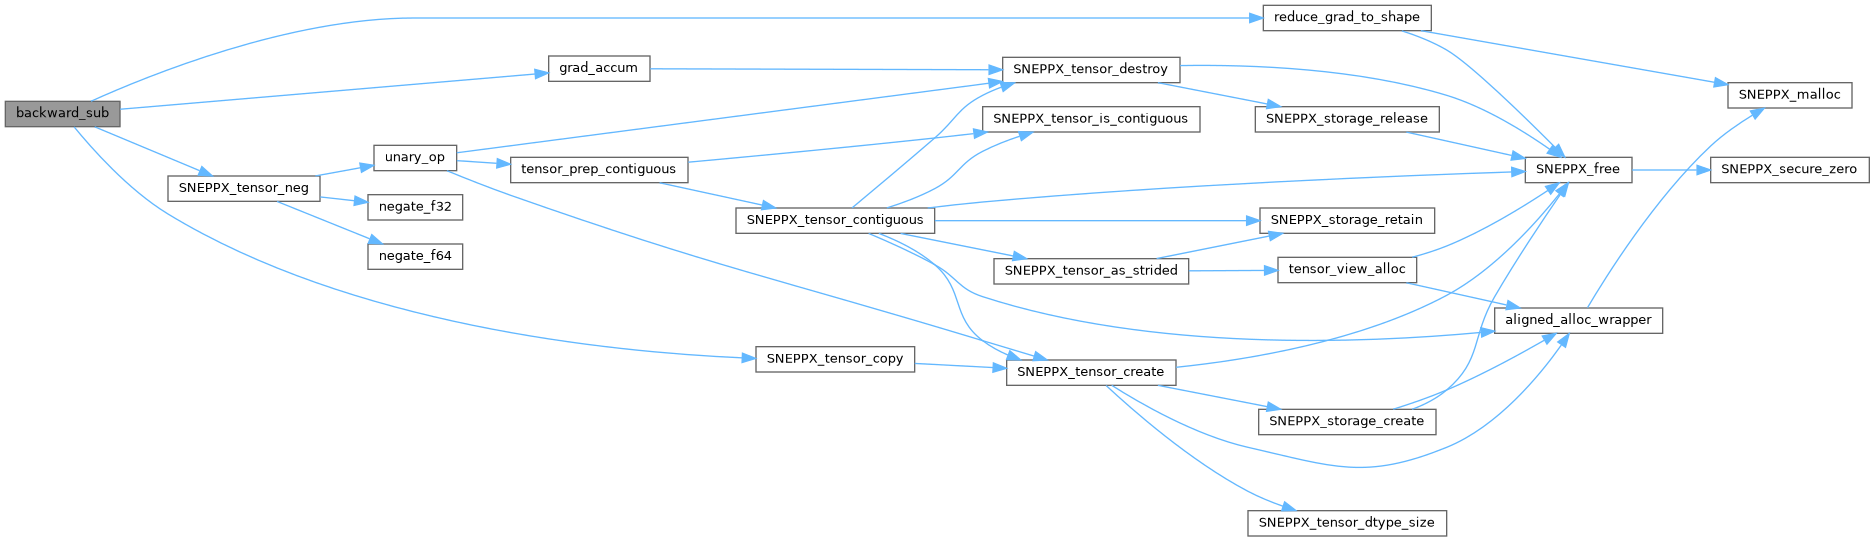 backward_sub
reduce_grad_to_shape
grad_accum
SNEPPX_tensor_destroy
SNEPPX_malloc
SNEPPX_tensor_is_contiguous
SNEPPX_storage_release
unary_op
tensor_prep_contiguous
SNEPPX_free
SNEPPX_secure_zero
SNEPPX_tensor_neg
negate_f32
SNEPPX_tensor_contiguous
SNEPPX_storage_retain
negate_f64
SNEPPX_tensor_as_strided
tensor_view_alloc
aligned_alloc_wrapper
SNEPPX_tensor_copy
SNEPPX_tensor_create
SNEPPX_storage_create
SNEPPX_tensor_dtype_size